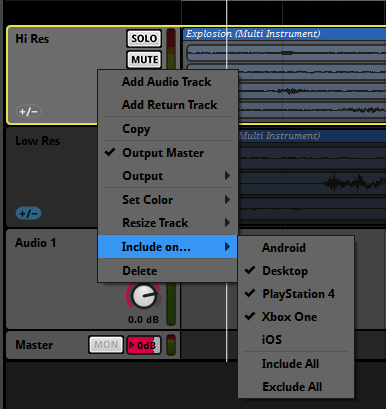 Hi Res
SOLO
MUTE
Explosion (Multi Instrument)
+/−
Add Audio Track
Add Return Track
Copy
Output Master
Output
Set Color
Resize Track
Include on...
Delete
Low Res
(Multi Instrument)
+/−
Android
Desktop
PlayStation 4
Xbox One
iOS
Include All
Exclude All
Audio 1
0.0 dB
Master
MON
0dB